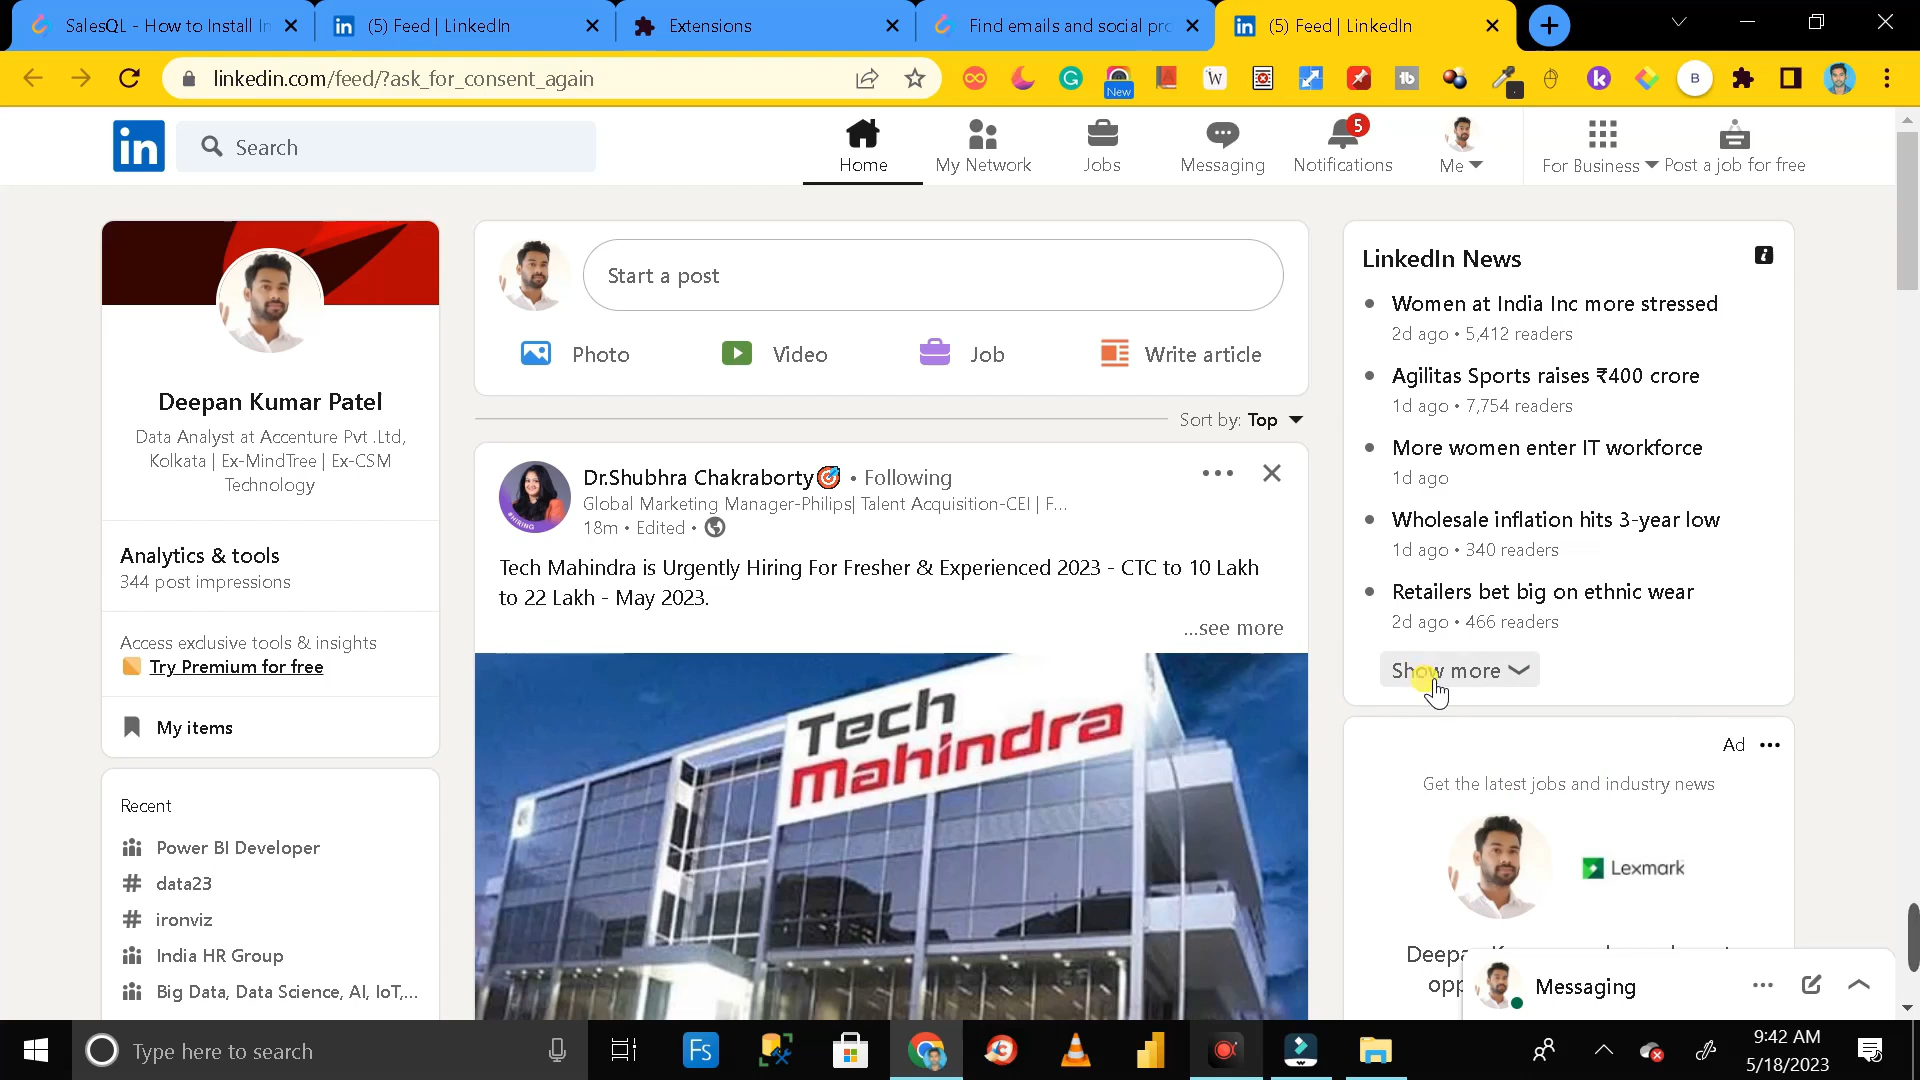 SalesQL - How to Install In
(5) Feed | LinkedIn
Extensions
Find emails and social pro
(5) Feed | LinkedIn
linkedin.com/feed/?ask_for_consent_again
New
in
Search
Home
My Network
Jobs
Messaging
5
Notifications
Me
For Business
Post a job for free
Deepan Kumar Patel
Data Analyst at Accenture Pvt .Ltd,
Kolkata | Ex-MindTree | Ex-CSM
Technology
Analytics & tools
344 post impressions
Access exclusive tools & insights
Try Premium for free
My items
Recent
Power BI Developer
# data23
# ironviz
India HR Group
Big Data, Data Science, AI, IoT,...
Start a post
Photo
Video
Job
Write article
Sort by: Top
Dr.Shubhra Chakraborty🎯 • Following
Global Marketing Manager-Philips| Talent Acquisition-CEI | F...
18m • Edited •
#HIRING
Tech Mahindra is Urgently Hiring For Fresher & Experienced 2023 - CTC to 10 Lakh
to 22 Lakh - May 2023.
...see more
Tech
Mahindra
LinkedIn News
• Women at India Inc more stressed
2d ago • 5,412 readers
• Agilitas Sports raises ₹400 crore
1d ago • 7,754 readers
• More women enter IT workforce
1d ago
• Wholesale inflation hits 3-year low
1d ago • 340 readers
• Retailers bet big on ethnic wear
2d ago • 466 readers
Show more
Ad
Get the latest jobs and industry news
Lexmark
Messaging
Type here to search
Fs
9:42 AM
5/18/2023